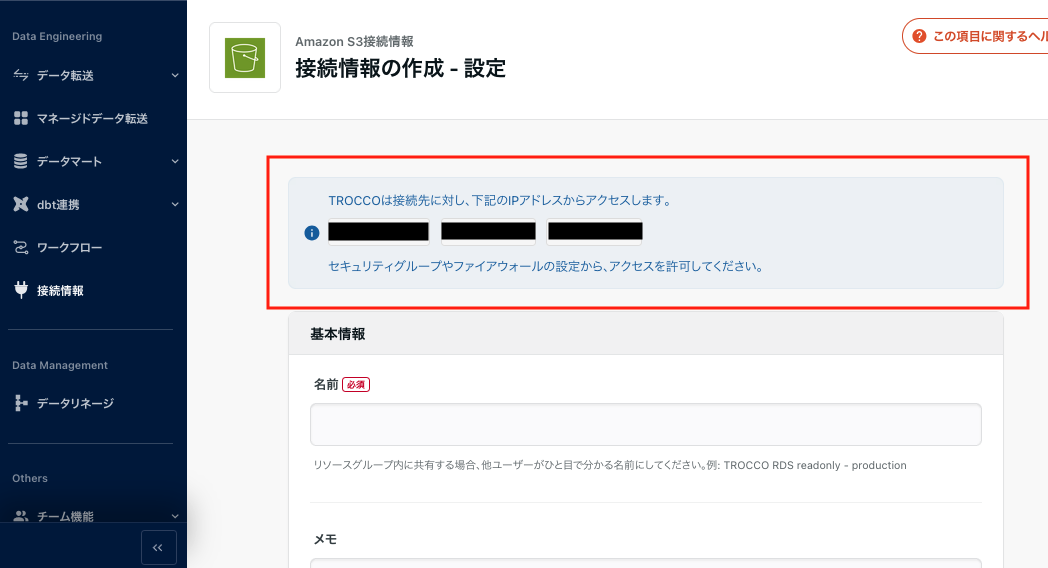 Data Engineering
データ転送
マネージドデータ転送
データマート
dbt連携
ワークフロー
接続情報
Data Management
データリネージ
Others
チーム機能
Amazon S3接続情報
接続情報の作成 - 設定
この項目に関するヘル
TROCCOは接続先に対し、下記のIPアドレスからアクセスします。
セキュリティグループやファイアウォールの設定から、アクセスを許可してください。
基本情報
名前 必須
リソースグループ内に共有する場合、他ユーザーがひと目で分かる名前にしてください。例: TROCCO RDS readonly - production
メモ